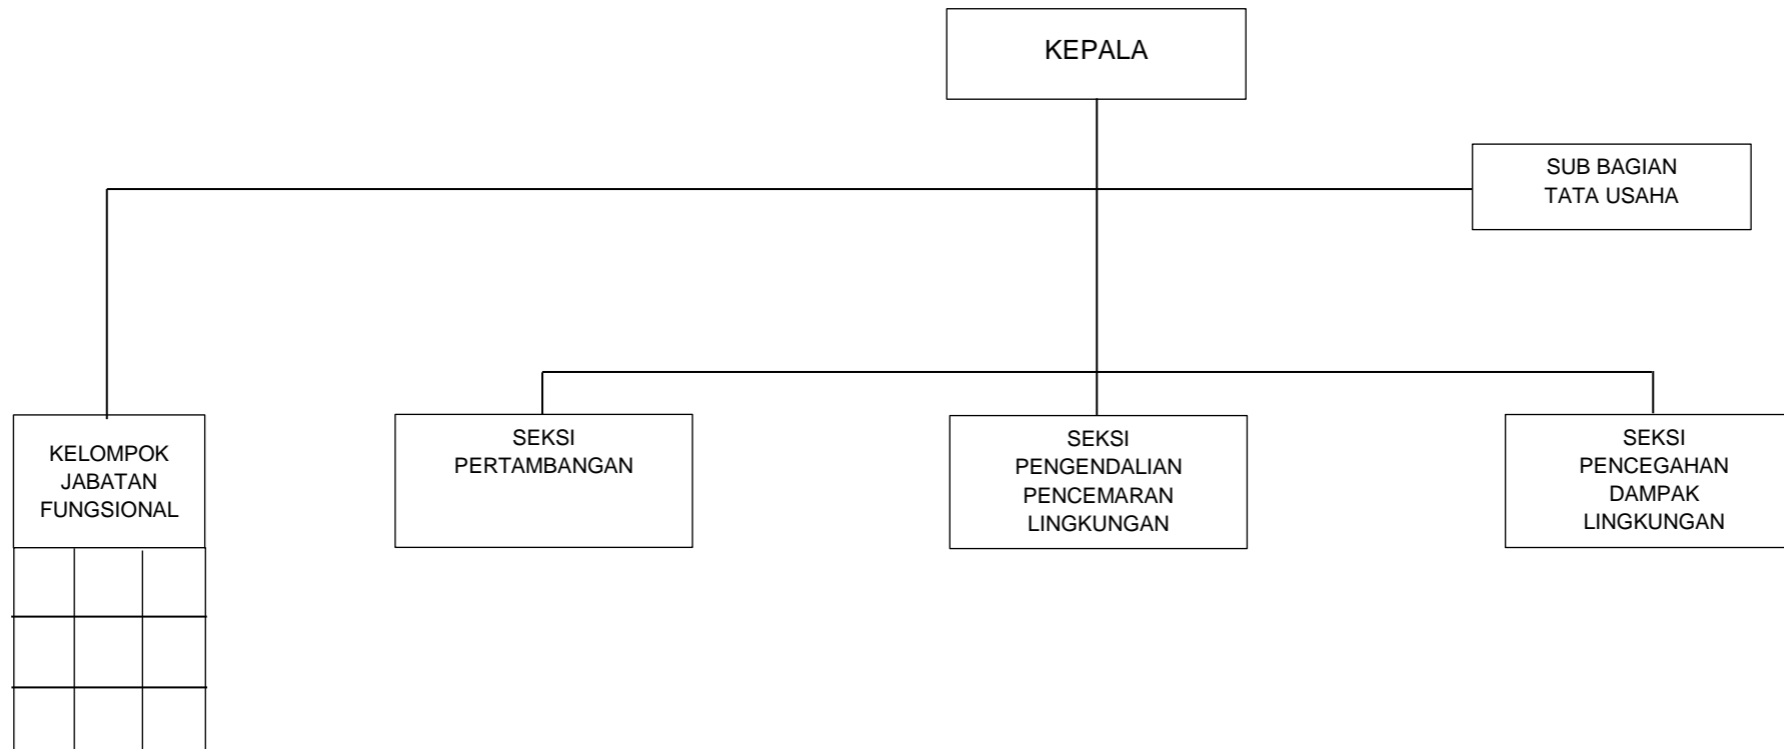 KEPALA
SUB BAGIAN
TATA USAHA
KELOMPOK
JABATAN
FUNGSIONAL
SEKSI
PERTAMBANGAN
SEKSI
PENGENDALIAN
PENCEMARAN
LINGKUNGAN
SEKSI
PENCEGAHAN
DAMPAK
LINGKUNGAN